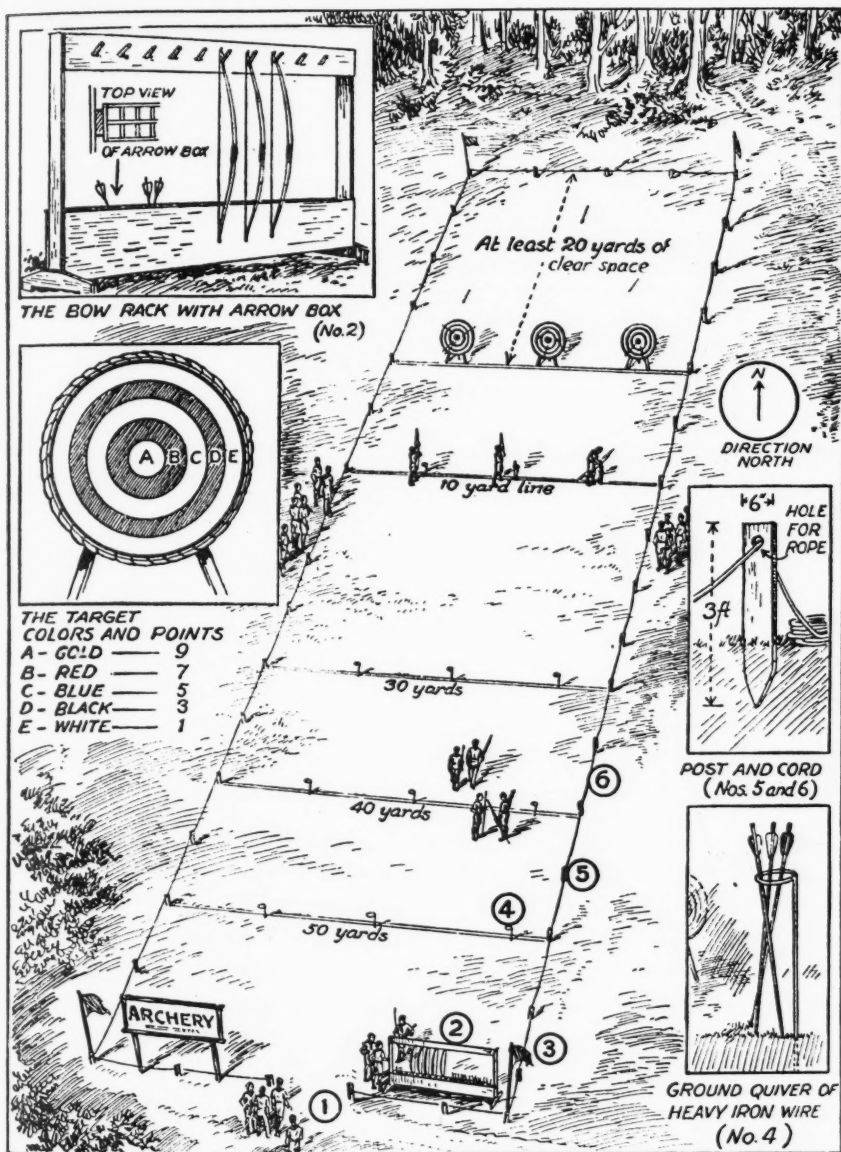 TOP VIEW
OF ARROW BOX
THE BOW RACK WITH ARROW BOX
(No.2)
At least 20 yards of
clear space
N
DIRECTION
NORTH
A B C D E
10 yard line
THE TARGET
COLORS AND POINTS
A - GOLD — 9
B - RED — 7
C - BLUE — 5
D - BLACK — 3
E - WHITE — 1
6"
HOLE
FOR
ROPE
3ft
POST AND CORD
(Nos. 5 and 6)
30 yards
6
40 yards
5
4
50 yards
ARCHERY
2
3
1
GROUND QUIVER OF
HEAVY IRON WIRE
(No. 4)